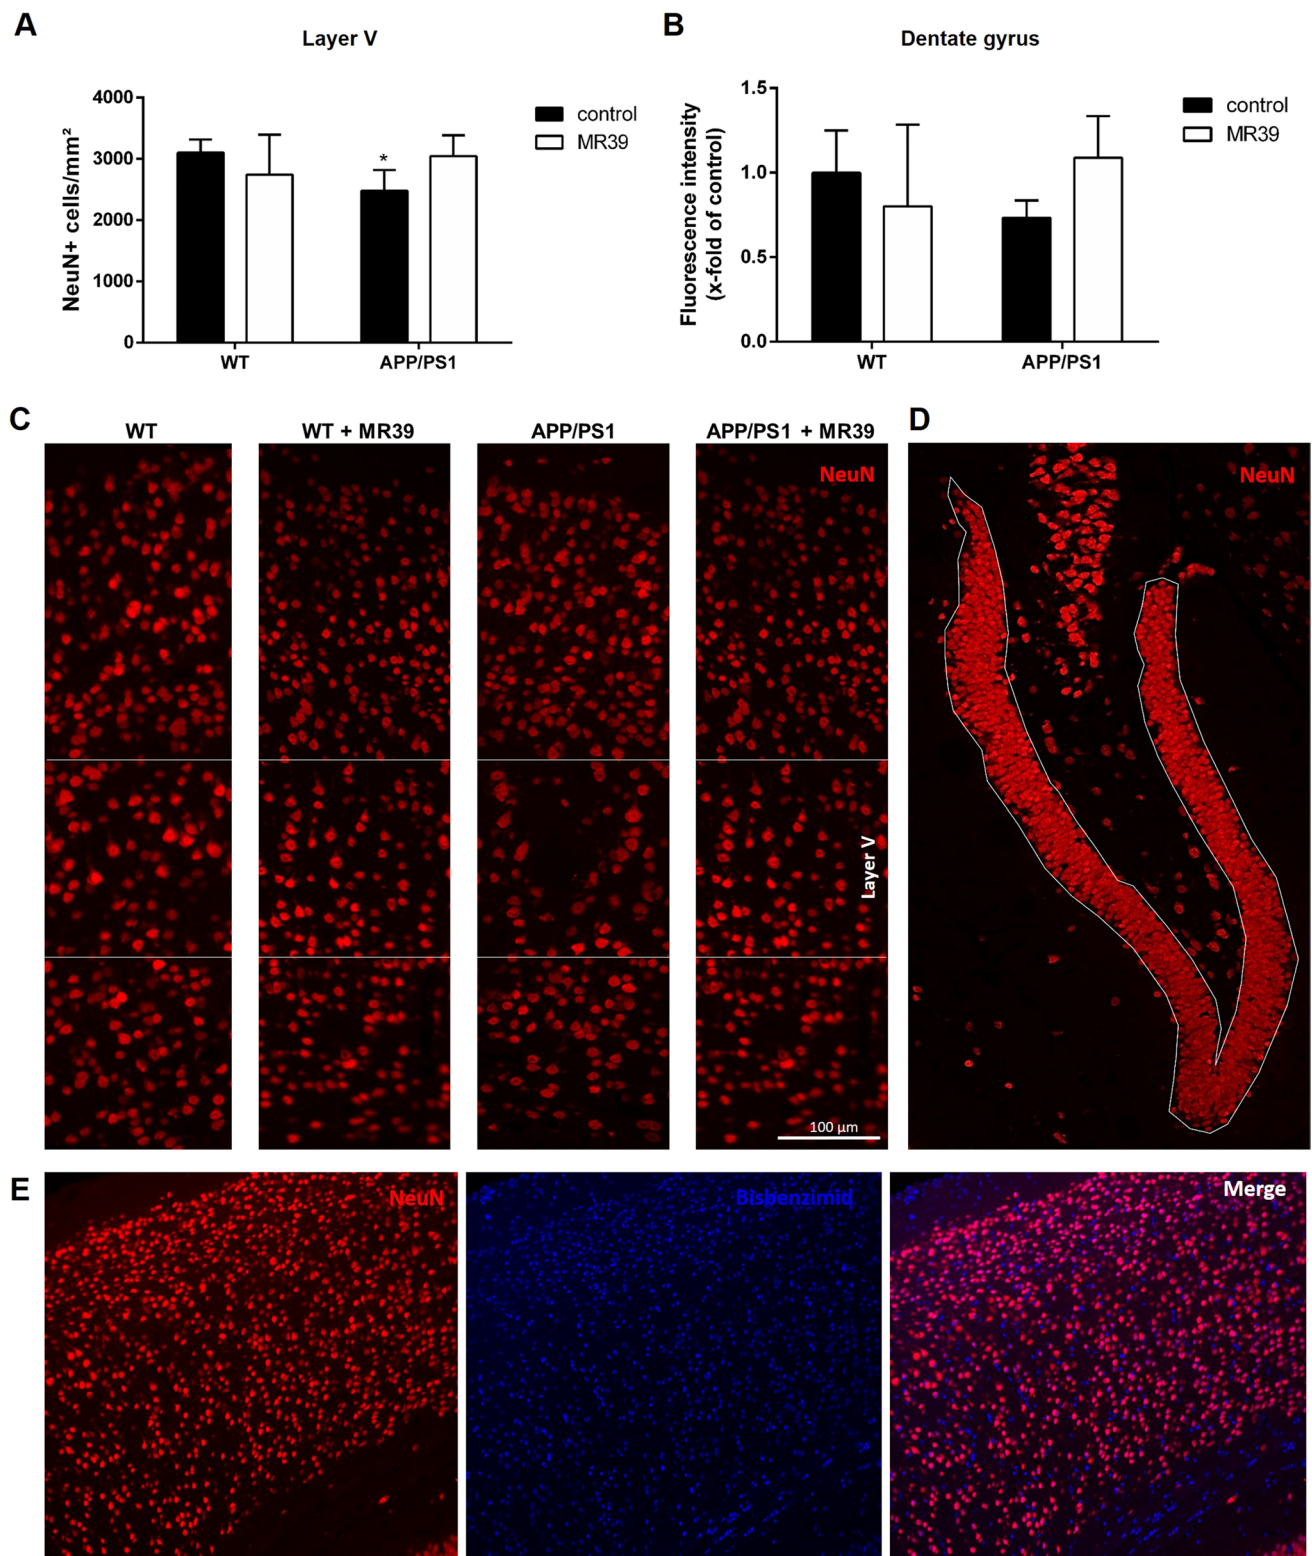 A
Layer V
NeuN+ cells/mm²
4000
3000
2000
1000
0
*
WT
APP/PS1
control
MR39
B
Dentate gyrus
Fluorescence intensity
(x-fold of control)
1.5
1.0
0.5
0.0
WT
APP/PS1
control
MR39
C
WT
WT + MR39
APP/PS1
APP/PS1 + MR39
NeuN
Layer V
100 µm
D
NeuN
E
NeuN
Bisbenzimid
Merge